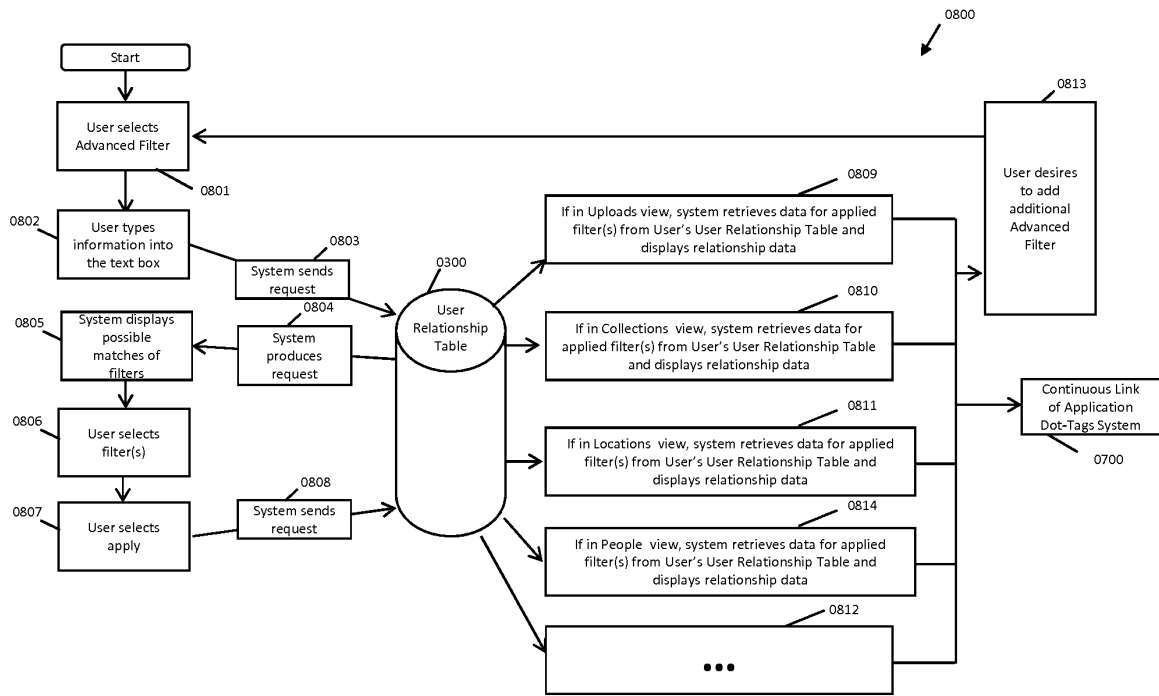 0800
Start
User selects
Advanced Filter
0801
0802
User types
information into
the text box
0803
System sends
request
0300
User
Relationship
Table
0804
System
produces
request
0805
System displays
possible
matches of
filters
0806
User selects
filter(s)
0807
User selects
apply
0808
System sends
request
0809
If in Uploads view, system retrieves data for applied
filter(s) from User's User Relationship Table and
displays relationship data
0810
If in Collections view, system retrieves data for
applied filter(s) from User's User Relationship Table
and displays relationship data
0811
If in Locations view, system retrieves data for applied
filter(s) from User's User Relationship Table and
displays relationship data
0814
If in People view, system retrieves data for applied
filter(s) from User's User Relationship Table and
displays relationship data
0812
...
0813
User desires
to add
additional
Advanced
Filter
Continuous Link
of Application
Dot-Tags System
0700